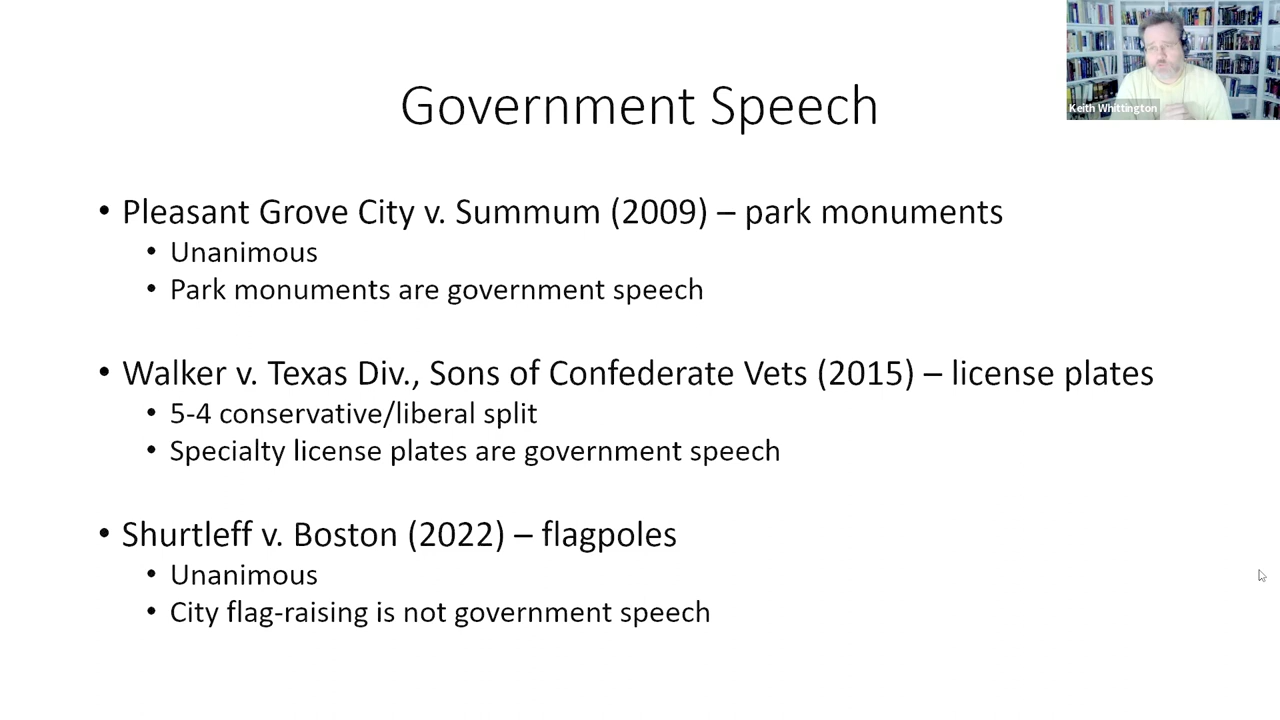 Keith Whittington
Government Speech
• Pleasant Grove City v. Summum (2009) – park monuments
• Unanimous
• Park monuments are government speech
• Walker v. Texas Div., Sons of Confederate Vets (2015) – license plates
• 5-4 conservative/liberal split
• Specialty license plates are government speech
• Shurtleff v. Boston (2022) – flagpoles
• Unanimous
• City flag-raising is not government speech